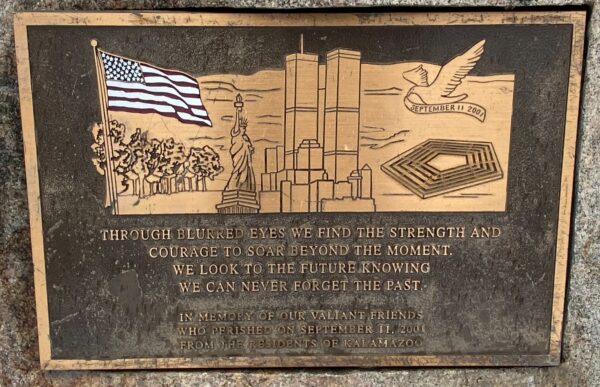 SEPTEMBER 11 2001
THROUGH BLURRED EYES WE FIND THE STRENGTH AND
COURAGE TO SOAR BEYOND THE MOMENT.
WE LOOK TO THE FUTURE KNOWING
WE CAN NEVER FORGET THE PAST.
IN MEMORY OF OUR VALIANT FRIENDS
WHO PERISHED ON SEPTEMBER 11, 2001
FROM THE RESIDENTS OF KALAMAZOO